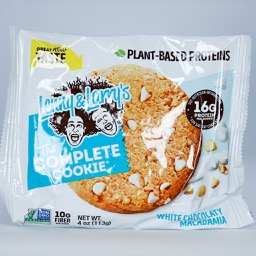 TASTE
PLANT-BASED PROTEINS
Lenny & Larry's
THE
COMPLETE
COOKIE
16G
PROTEIN
10G
FIBER
NET WT.
4 oz (113g)
WHITE CHOCOLATY
MACADAMIA